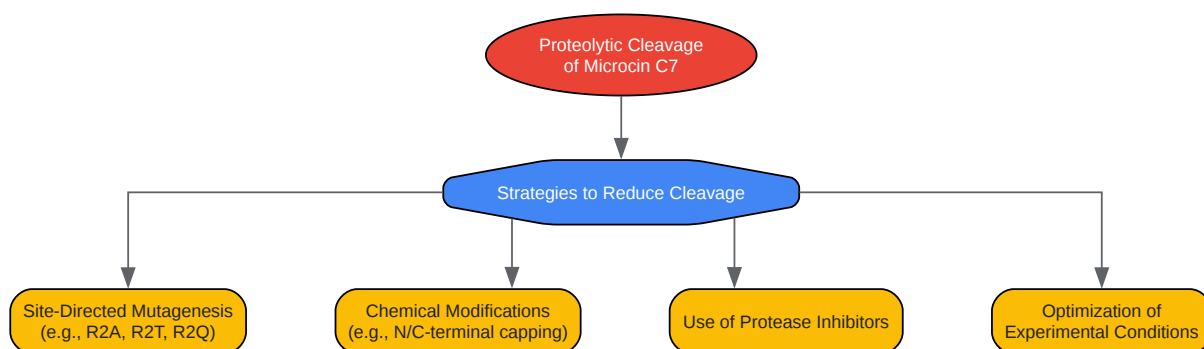 Proteolytic Cleavage
of Microcin C7
Strategies to Reduce Cleavage
Site-Directed Mutagenesis
(e.g., R2A, R2T, R2Q)
Chemical Modifications
(e.g., N/C-terminal capping)
Use of Protease Inhibitors
Optimization of
Experimental Conditions